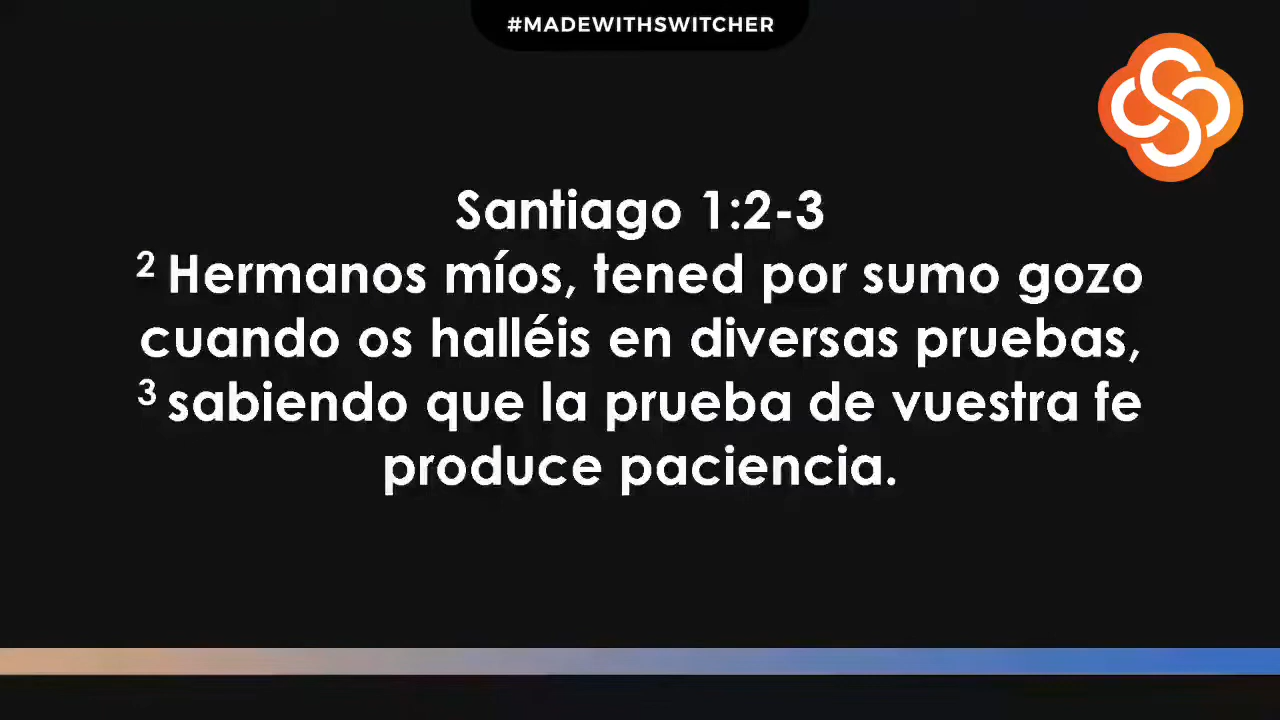 #MADEWITHSWITCHER
Santiago 1:2-3
2 Hermanos míos, tened por sumo gozo
cuando os halléis en diversas pruebas,
3 sabiendo que la prueba de vuestra fe
produce paciencia.